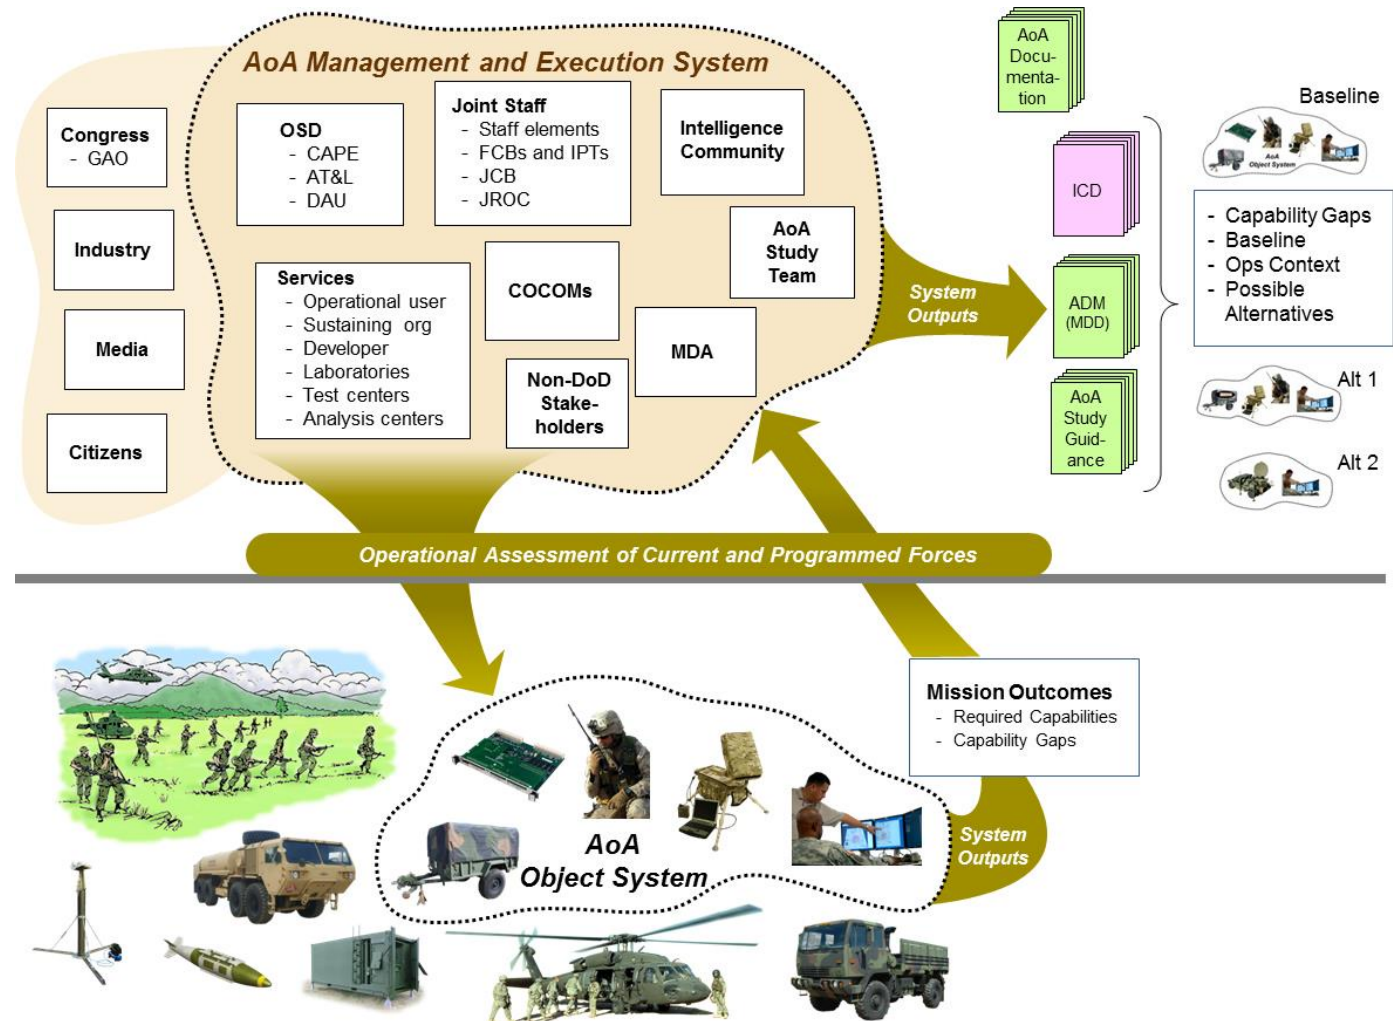 AoA Management and Execution System
Congress
- GAO
Industry
Media
Citizens
OSD
- CAPE
- AT&L
- DAU
Joint Staff
- Staff elements
- FCBs and IPTs
- JCB
- JROC
Intelligence
Community
AoA
Study
Team
Services
- Operational user
- Sustaining org
- Developer
- Laboratories
- Test centers
- Analysis centers
COCOMs
MDA
Non-DoD
Stake-
holders
System
Outputs
AoA
Docu-
menta-
tion
ICD
ADM
(MDD)
AoA
Study
Guid-
ance
Baseline
AoA
Object System
- Capability Gaps
- Baseline
- Ops Context
- Possible
Alternatives
Alt 1
Alt 2
Operational Assessment of Current and Programmed Forces
Mission Outcomes
- Required Capabilities
- Capability Gaps
System
Outputs
AoA
Object System